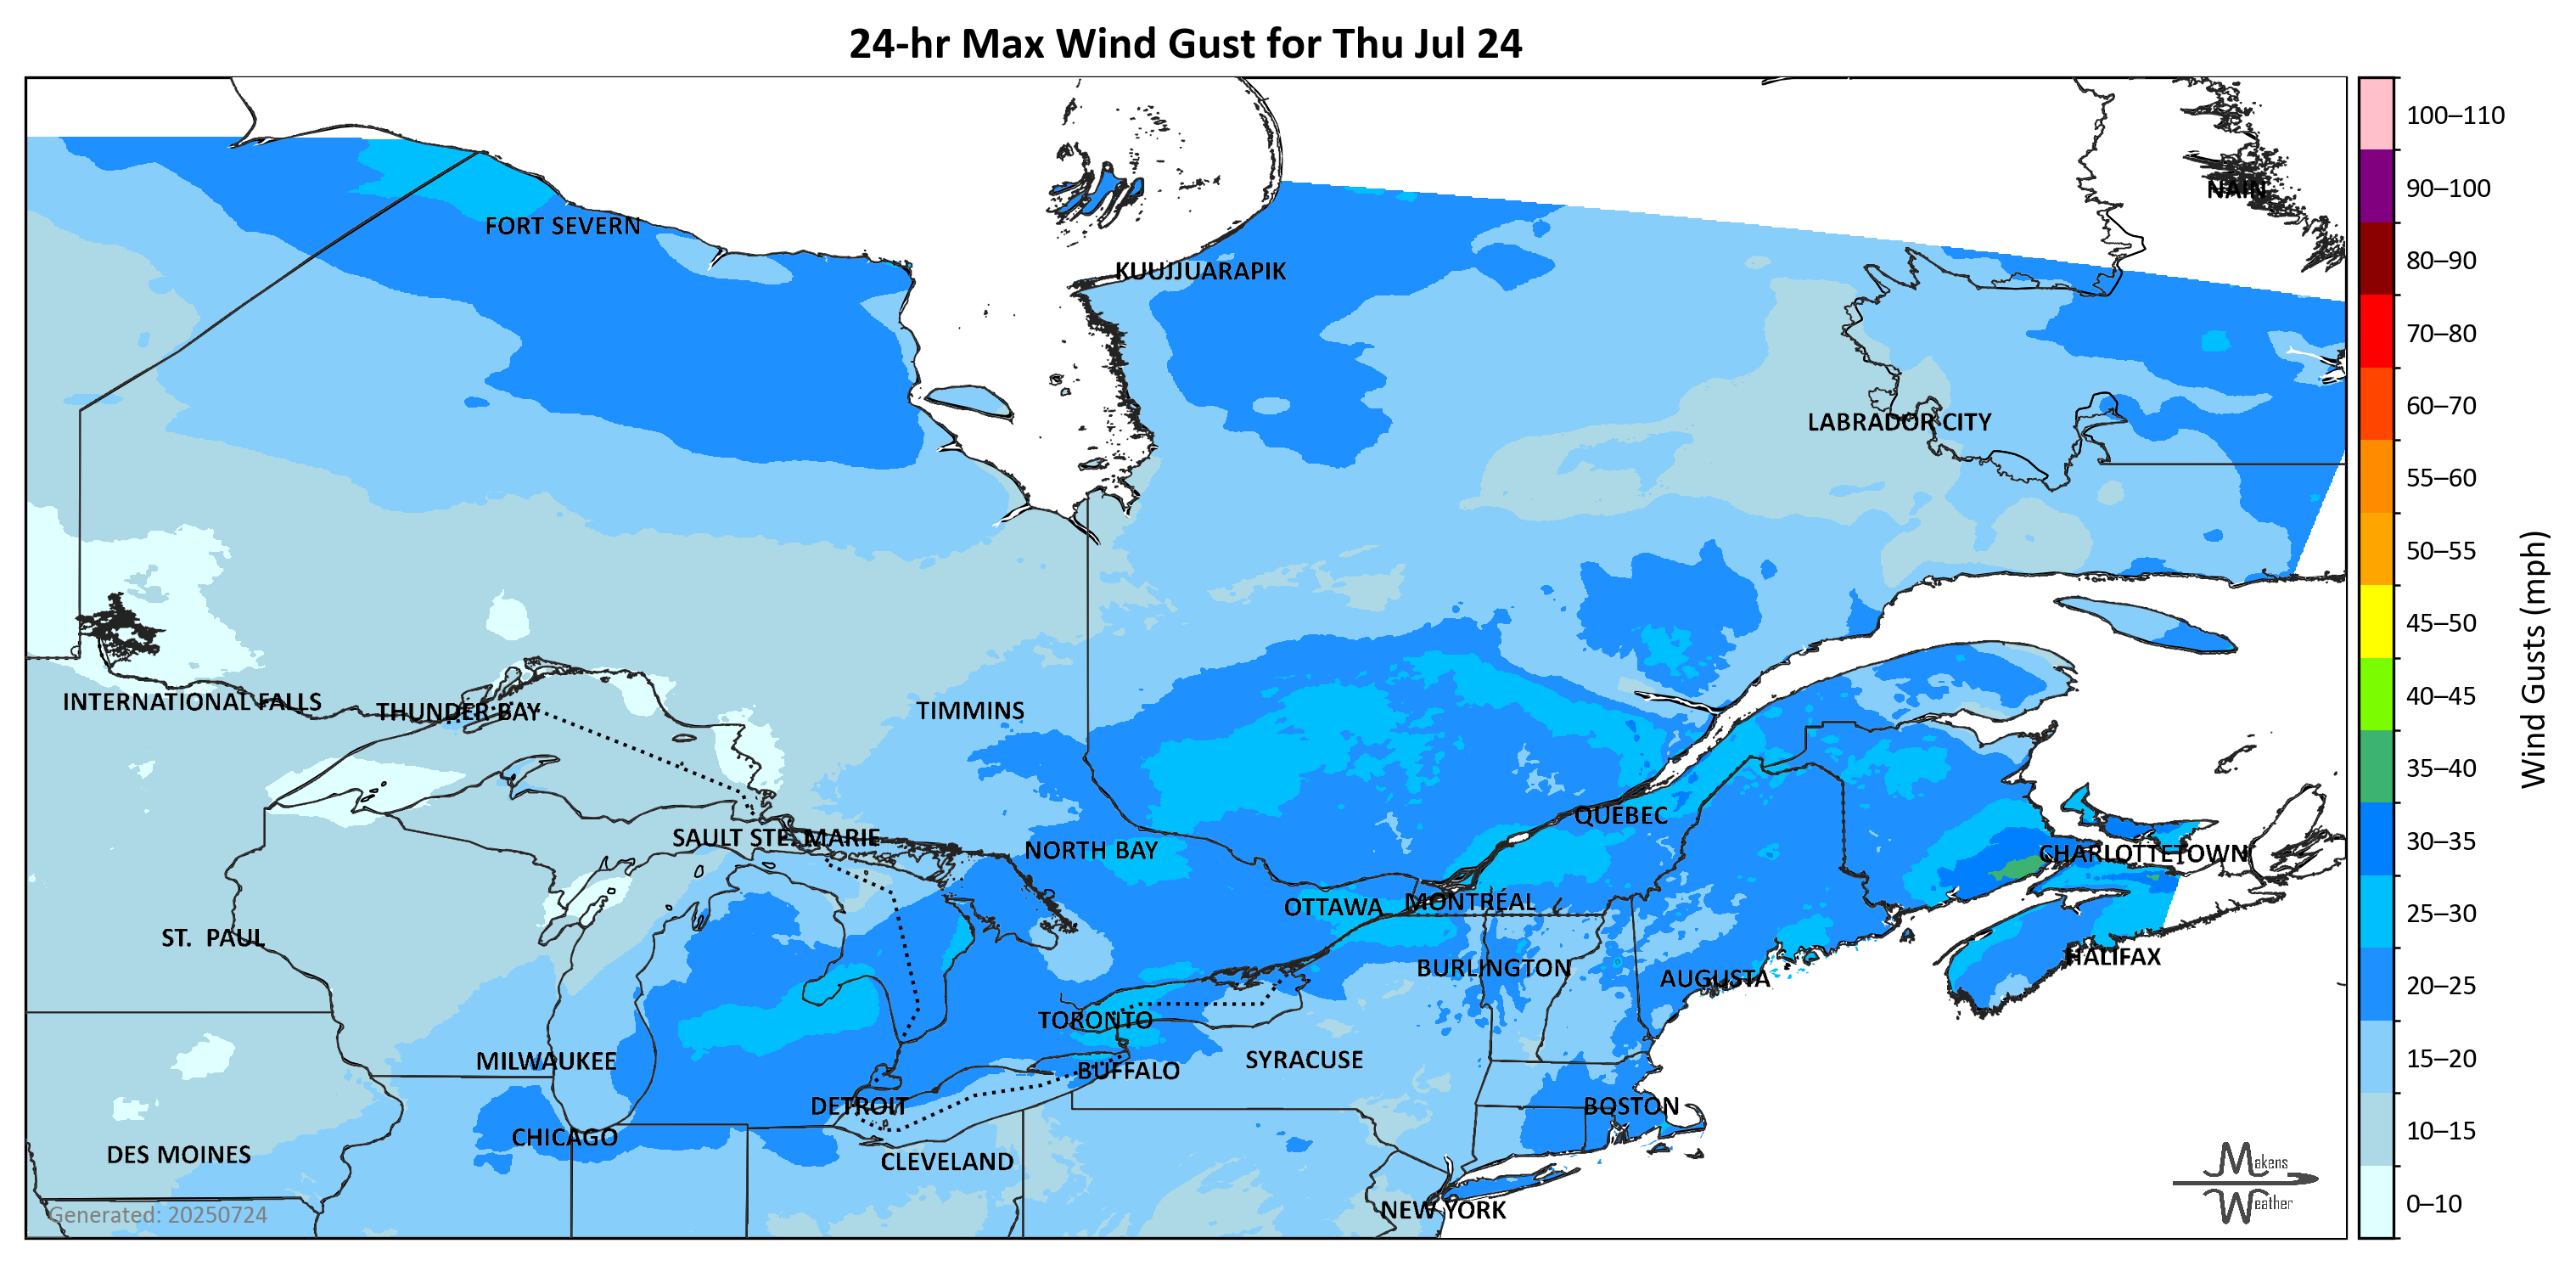 24-hr Max Wind Gust for Thu Jul 24
NAIN
FORT SEVERN
KUUJJUARAPIK
LABRADOR CITY
INTERNATIONAL FALLS
THUNDER BAY
TIMMINS
SAULT STE. MARIE
NORTH BAY
QUÉBEC
CHARLOTTETOWN
OTTAWA
MONTRÉAL
ST. PAUL
BURLINGTON
AUGUSTA
HALIFAX
TORONTO
MILWAUKEE
BUFFALO
SYRACUSE
DETROIT
BOSTON
CHICAGO
DES MOINES
CLEVELAND
NEW YORK
Generated: 20250724
Makens
Weather
100–110
90–100
80–90
70–80
60–70
55–60
50–55
45–50
40–45
35–40
30–35
25–30
20–25
15–20
10–15
0–10
Wind Gusts (mph)